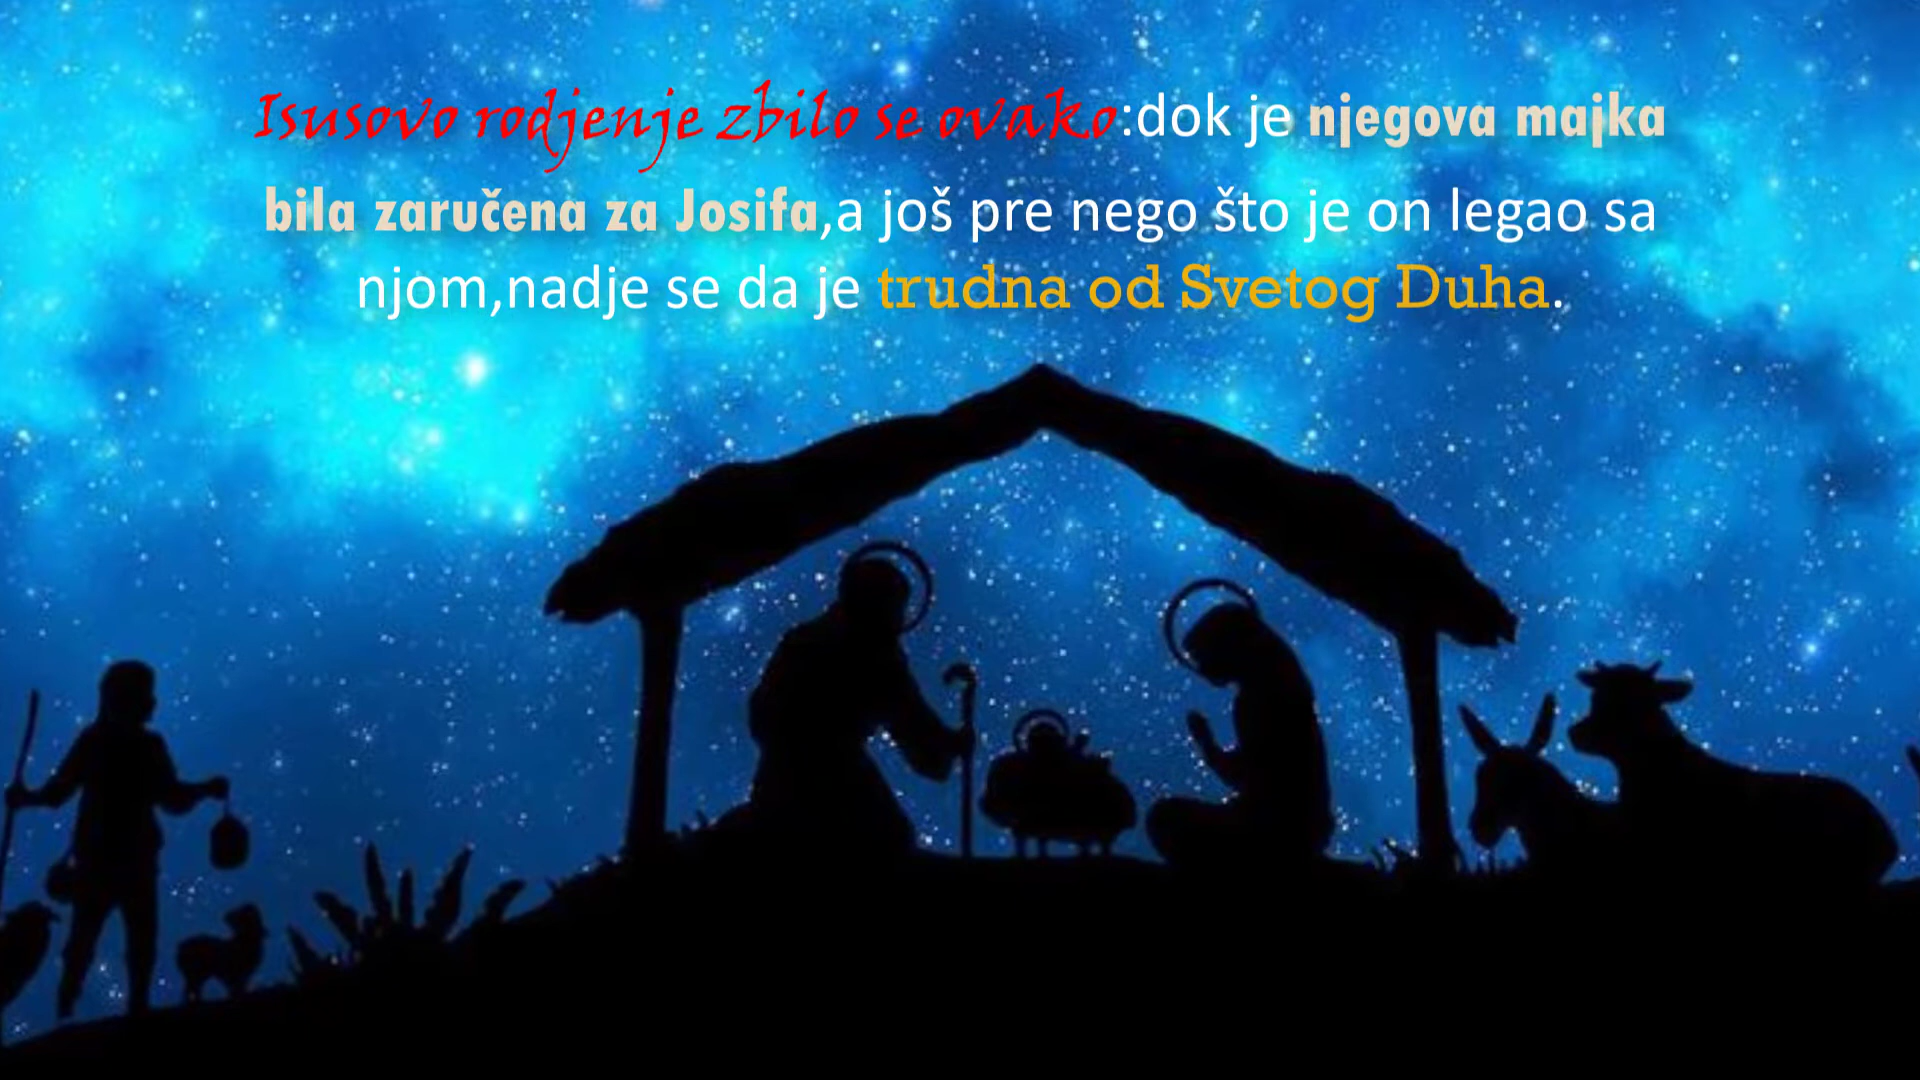 Isusovo rodjenje zbilo se ovako:dok je njegova majka
bila zaručena za Josifa,a još pre nego što je on legao sa
njom,nadje se da je trudna od Svetog Duha.